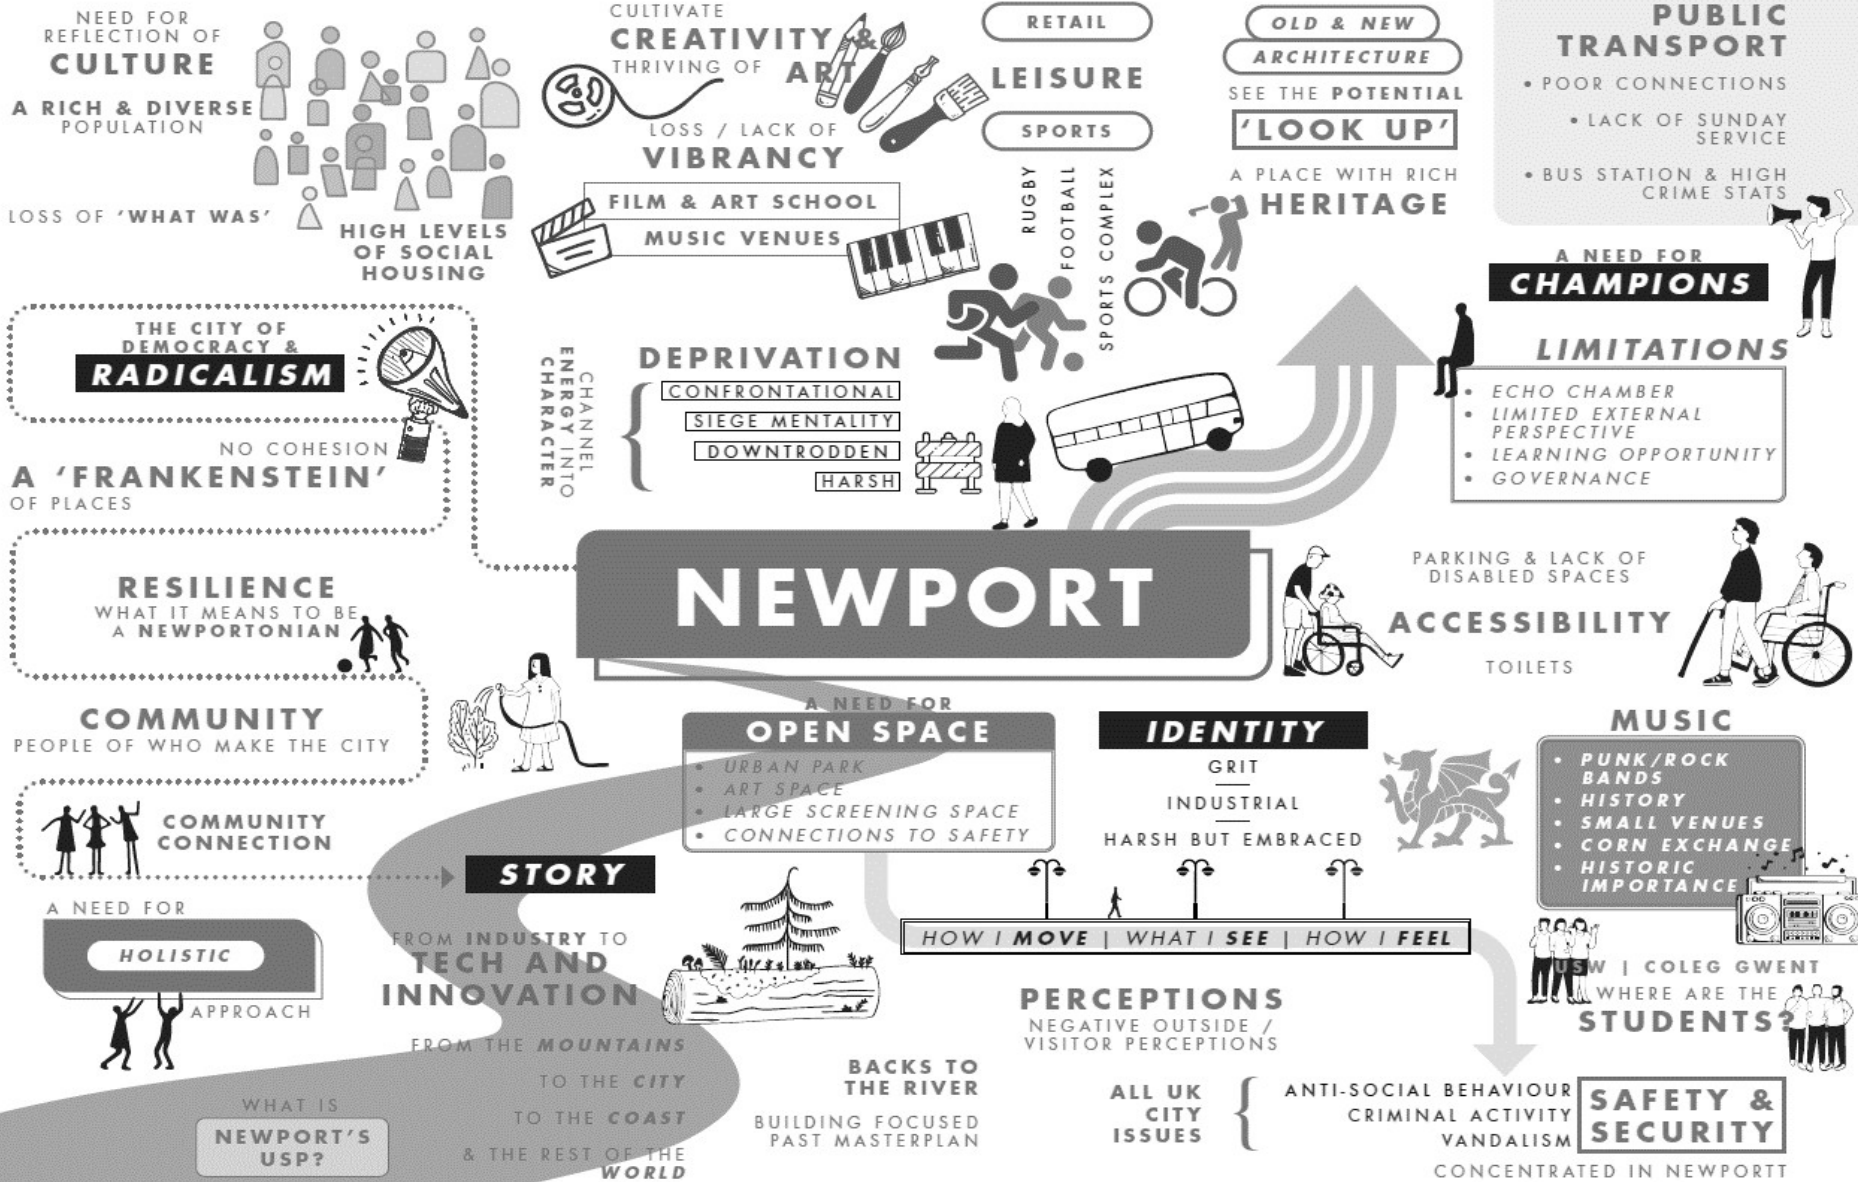 NEED FOR
REFLECTION OF
CULTURE
A RICH & DIVERSE
POPULATION
LOSS OF 'WHAT WAS'
HIGH LEVELS
OF SOCIAL
HOUSING
CULTIVATE
CREATIVITY &
THRIVING OF ART
LOSS / LACK OF
VIBRANCY
FILM & ART SCHOOL
MUSIC VENUES
RETAIL
LEISURE
SPORTS
RUGBY
FOOTBALL
SPORTS COMPLEX
OLD & NEW
ARCHITECTURE
SEE THE POTENTIAL
'LOOK UP'
A PLACE WITH RICH
HERITAGE
PUBLIC
TRANSPORT
• POOR CONNECTIONS
• LACK OF SUNDAY
SERVICE
• BUS STATION & HIGH
CRIME STATS
A NEED FOR
CHAMPIONS
LIMITATIONS
• ECHO CHAMBER
• LIMITED EXTERNAL
PERSPECTIVE
• LEARNING OPPORTUNITY
• GOVERNANCE
THE CITY OF
DEMOCRACY &
RADICALISM
NO COHESION
A 'FRANKENSTEIN'
OF PLACES
CHANNEL
ENERGY INTO
CHARACTER
DEPRIVATION
CONFRONTATIONAL
SIEGE MENTALITY
DOWNTRODDEN
HARSH
RESILIENCE
WHAT IT MEANS TO BE
A NEWPORTONIAN
NEWPORT
PARKING & LACK OF
DISABLED SPACES
ACCESSIBILITY
TOILETS
COMMUNITY
PEOPLE OF WHO MAKE THE CITY
COMMUNITY
CONNECTION
A NEED FOR
OPEN SPACE
• URBAN PARK
• ART SPACE
• LARGE SCREENING SPACE
• CONNECTIONS TO SAFETY
IDENTITY
GRIT
INDUSTRIAL
HARSH BUT EMBRACED
MUSIC
• PUNK/ROCK
BANDS
• HISTORY
• SMALL VENUES
• CORN EXCHANGE
• HISTORIC
IMPORTANCE
STORY
A NEED FOR
HOLISTIC
APPROACH
FROM INDUSTRY TO
TECH AND
INNOVATION
FROM THE MOUNTAINS
TO THE CITY
TO THE COAST
& THE REST OF THE
WORLD
WHAT IS
NEWPORT'S
USP?
HOW I MOVE | WHAT I SEE | HOW I FEEL
PERCEPTIONS
NEGATIVE OUTSIDE /
VISITOR PERCEPTIONS
BACKS TO
THE RIVER
BUILDING FOCUSED
PAST MASTERPLAN
USW | COLEG GWENT
WHERE ARE THE
STUDENTS?
ALL UK
CITY
ISSUES
ANTI-SOCIAL BEHAVIOUR
CRIMINAL ACTIVITY
VANDALISM
SAFETY &
SECURITY
CONCENTRATED IN NEWPORTT